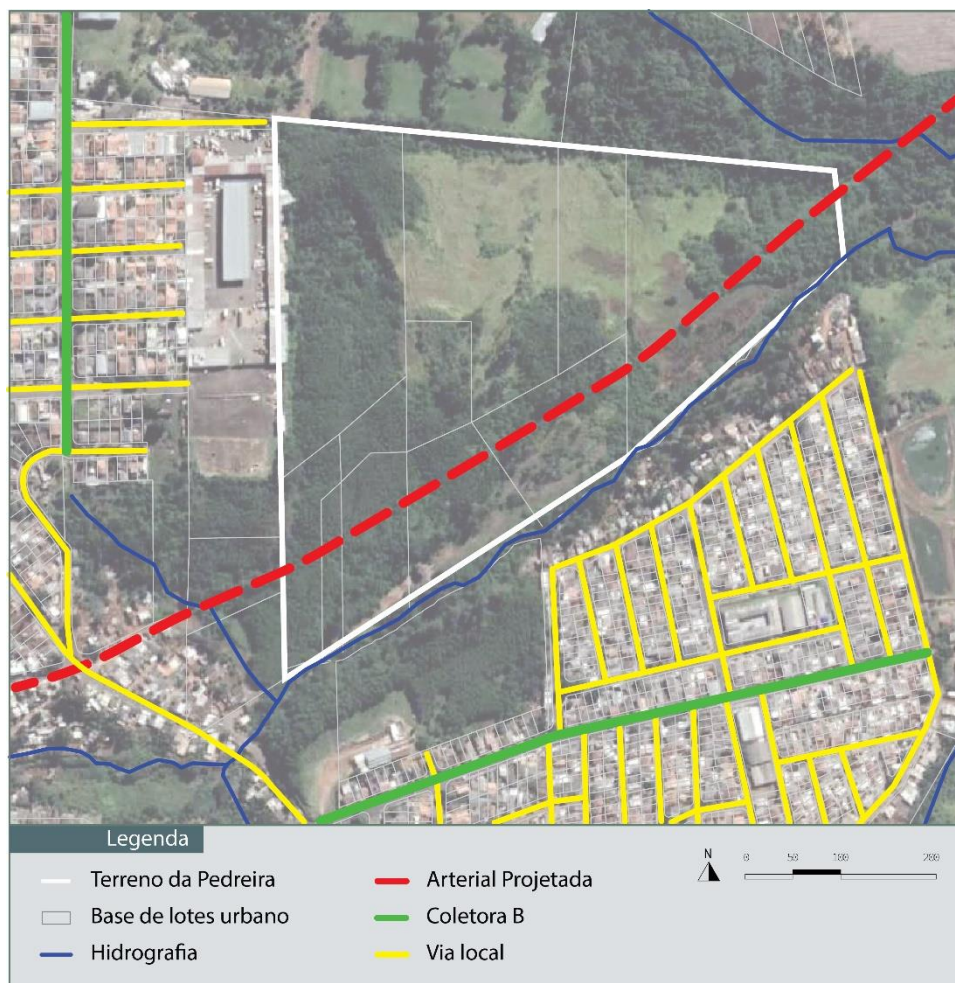 Legenda
Terreno da Pedreira
Base de lotes urbano
Hidrografia
Arterial Projetada
Coletora B
Via local
N
0 50 100 200